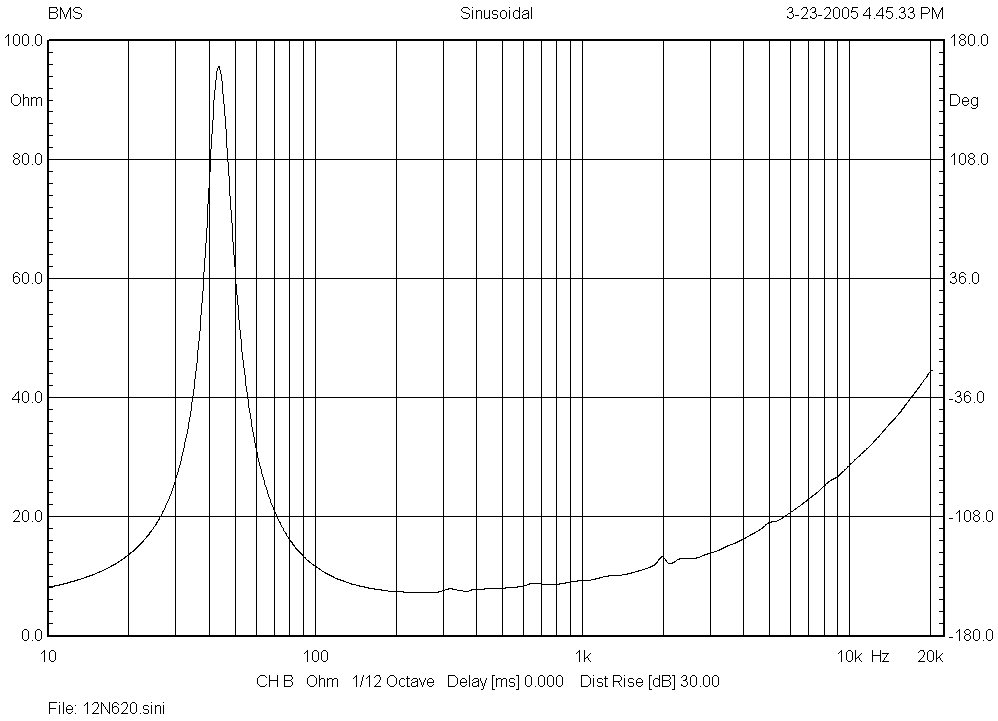 BMS Sinusoidal 3-23-2005 4.45.33 PM
100.0 180.0
Ohm Deg
80.0 108.0
60.0 36.0
40.0 -36.0
20.0 -108.0
0.0 -180.0
10 100 1k 10k Hz 20k
CH B Ohm 1/12 Octave Delay [ms] 0.000 Dist Rise [dB] 30.00
File: 12N620.sini